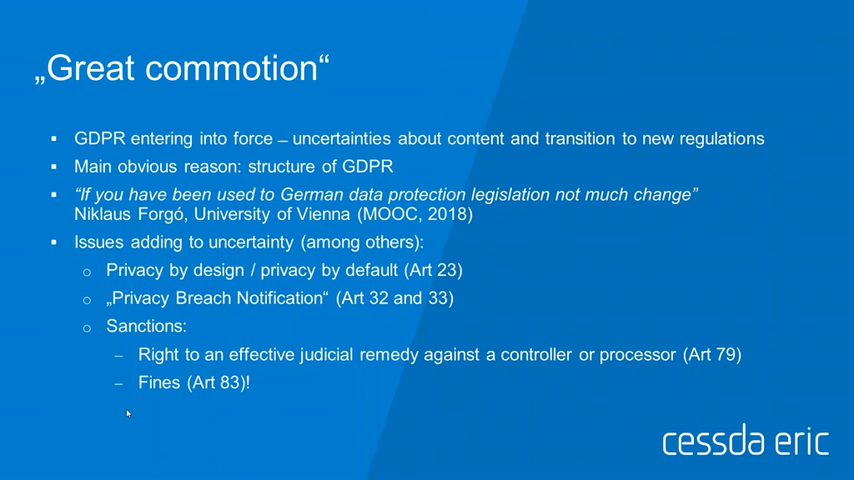 „Great commotion“
▪ GDPR entering into force – uncertainties about content and transition to new regulations
▪ Main obvious reason: structure of GDPR
▪ “If you have been used to German data protection legislation not much change”
Niklaus Forgó, University of Vienna (MOOC, 2018)
▪ Issues adding to uncertainty (among others):
o Privacy by design / privacy by default (Art 23)
o „Privacy Breach Notification“ (Art 32 and 33)
o Sanctions:
– Right to an effective judicial remedy against a controller or processor (Art 79)
– Fines (Art 83)!
cessda eric